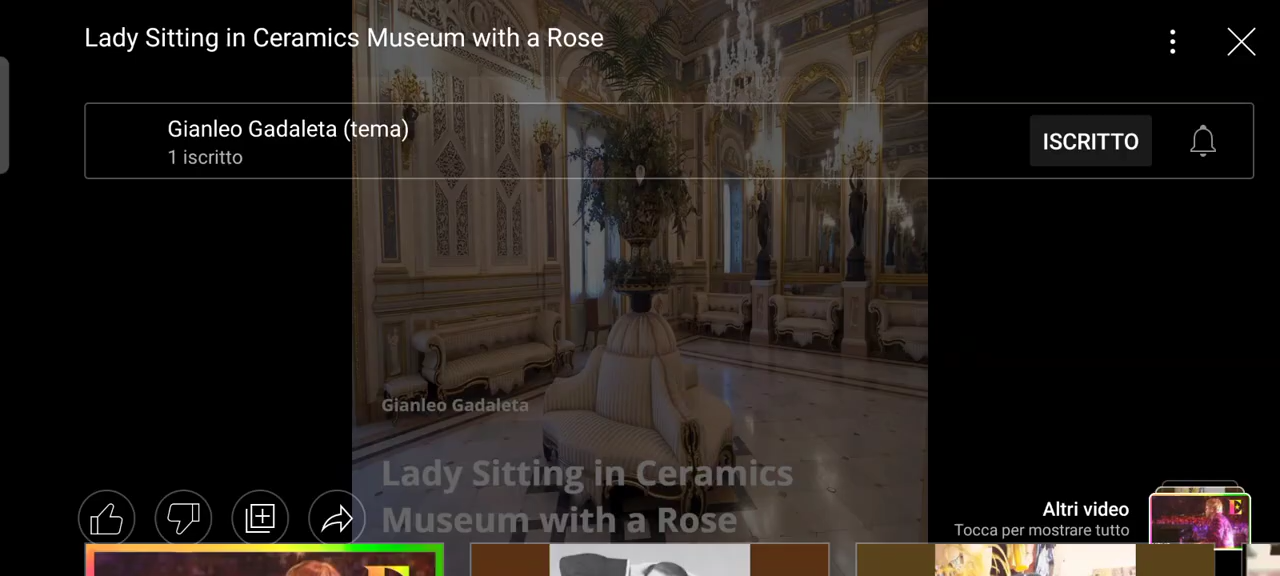 Lady Sitting in Ceramics Museum with a Rose
Gianleo Gadaleta (tema)
1 iscritto
ISCRITTO
Gianleo Gadaleta
Lady Sitting in Ceramics
Museum with a Rose
Altri video
Tocca per mostrare tutto
E
E